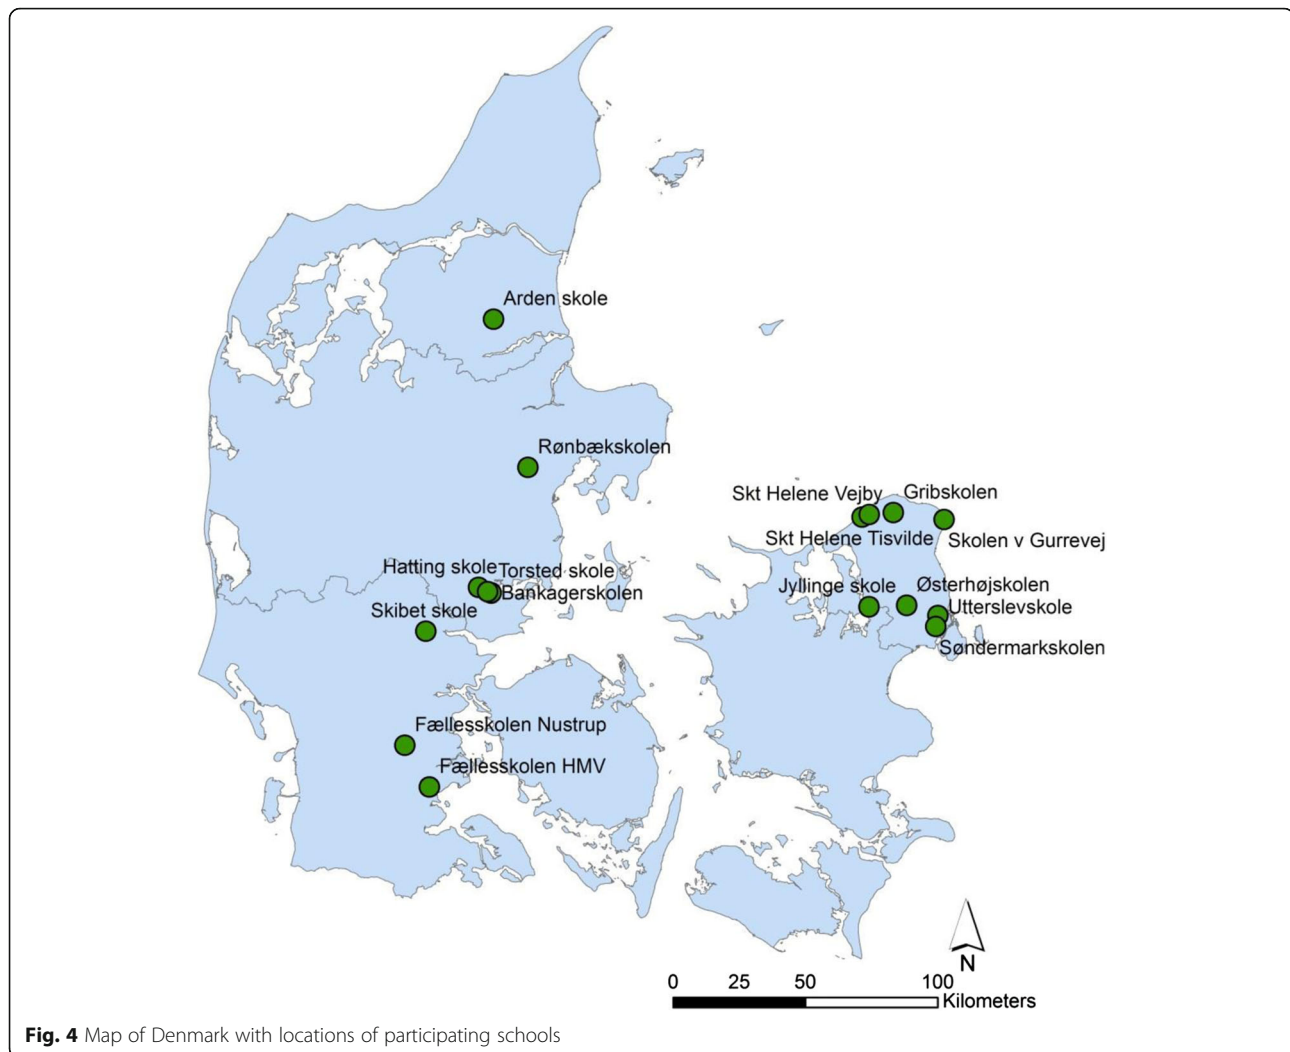 Arden skole
Rønbækskolen
Skt Helene Vejby
Gribskolen
Skt Helene Tisvilde
Skolen v Gurrevej
Hatting skole
Torsted skole
Bankagerskolen
Jyllinge skole
Østerhøjskolen
Utterslevskole
Skibet skole
Søndermarkskolen
Fællesskolen Nustrup
Fællesskolen HMV
N
0 25 50 100
Kilometers
Fig. 4 Map of Denmark with locations of participating schools